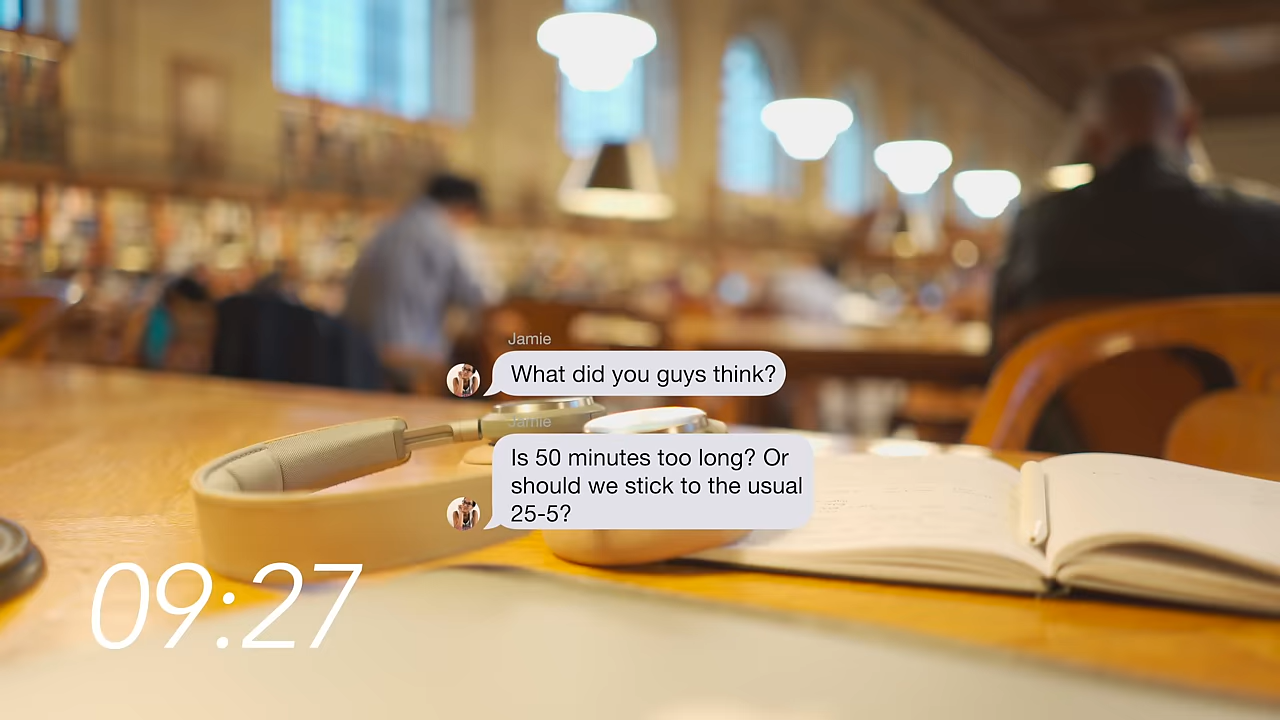 Jamie
What did you guys think?
Jamie
Is 50 minutes too long? Or
should we stick to the usual
25-5?
09:27